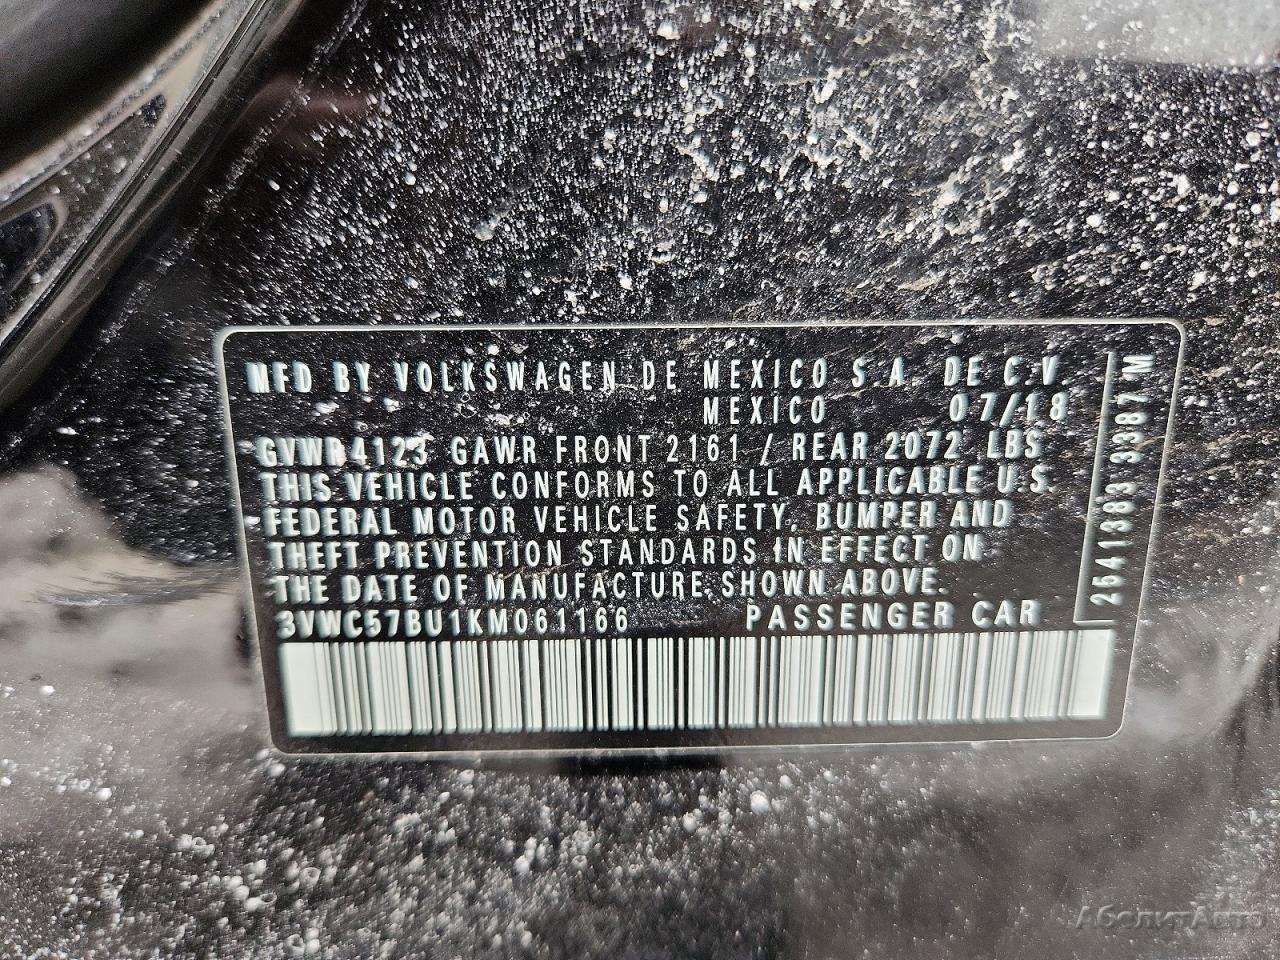 MFD BY VOLKSWAGEN DE MEXICO S.A. DE C.V.
MEXICO 07/18
GVWR 4123 GAWR FRONT 2161 / REAR 2072 LBS
THIS VEHICLE CONFORMS TO ALL APPLICABLE U.S.
FEDERAL MOTOR VEHICLE SAFETY, BUMPER AND
THEFT PREVENTION STANDARDS IN EFFECT ON
THE DATE OF MANUFACTURE SHOWN ABOVE.
3VWC57BU1KM061166 PASSENGER CAR
2541383 3387 M
АбсолитАвто